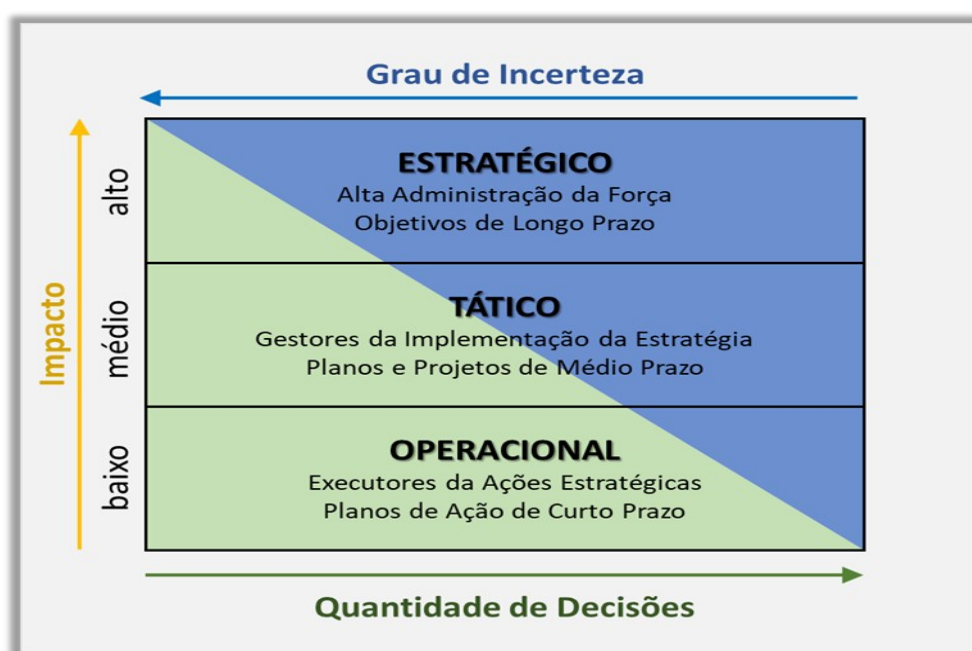 Grau de Incerteza
Impacto
alto
médio
baixo
ESTRATÉGICO
Alta Administração da Força
Objetivos de Longo Prazo
TÁTICO
Gestores da Implementação da Estratégia
Planos e Projetos de Médio Prazo
OPERACIONAL
Executores da Ações Estratégicas
Planos de Ação de Curto Prazo
Quantidade de Decisões